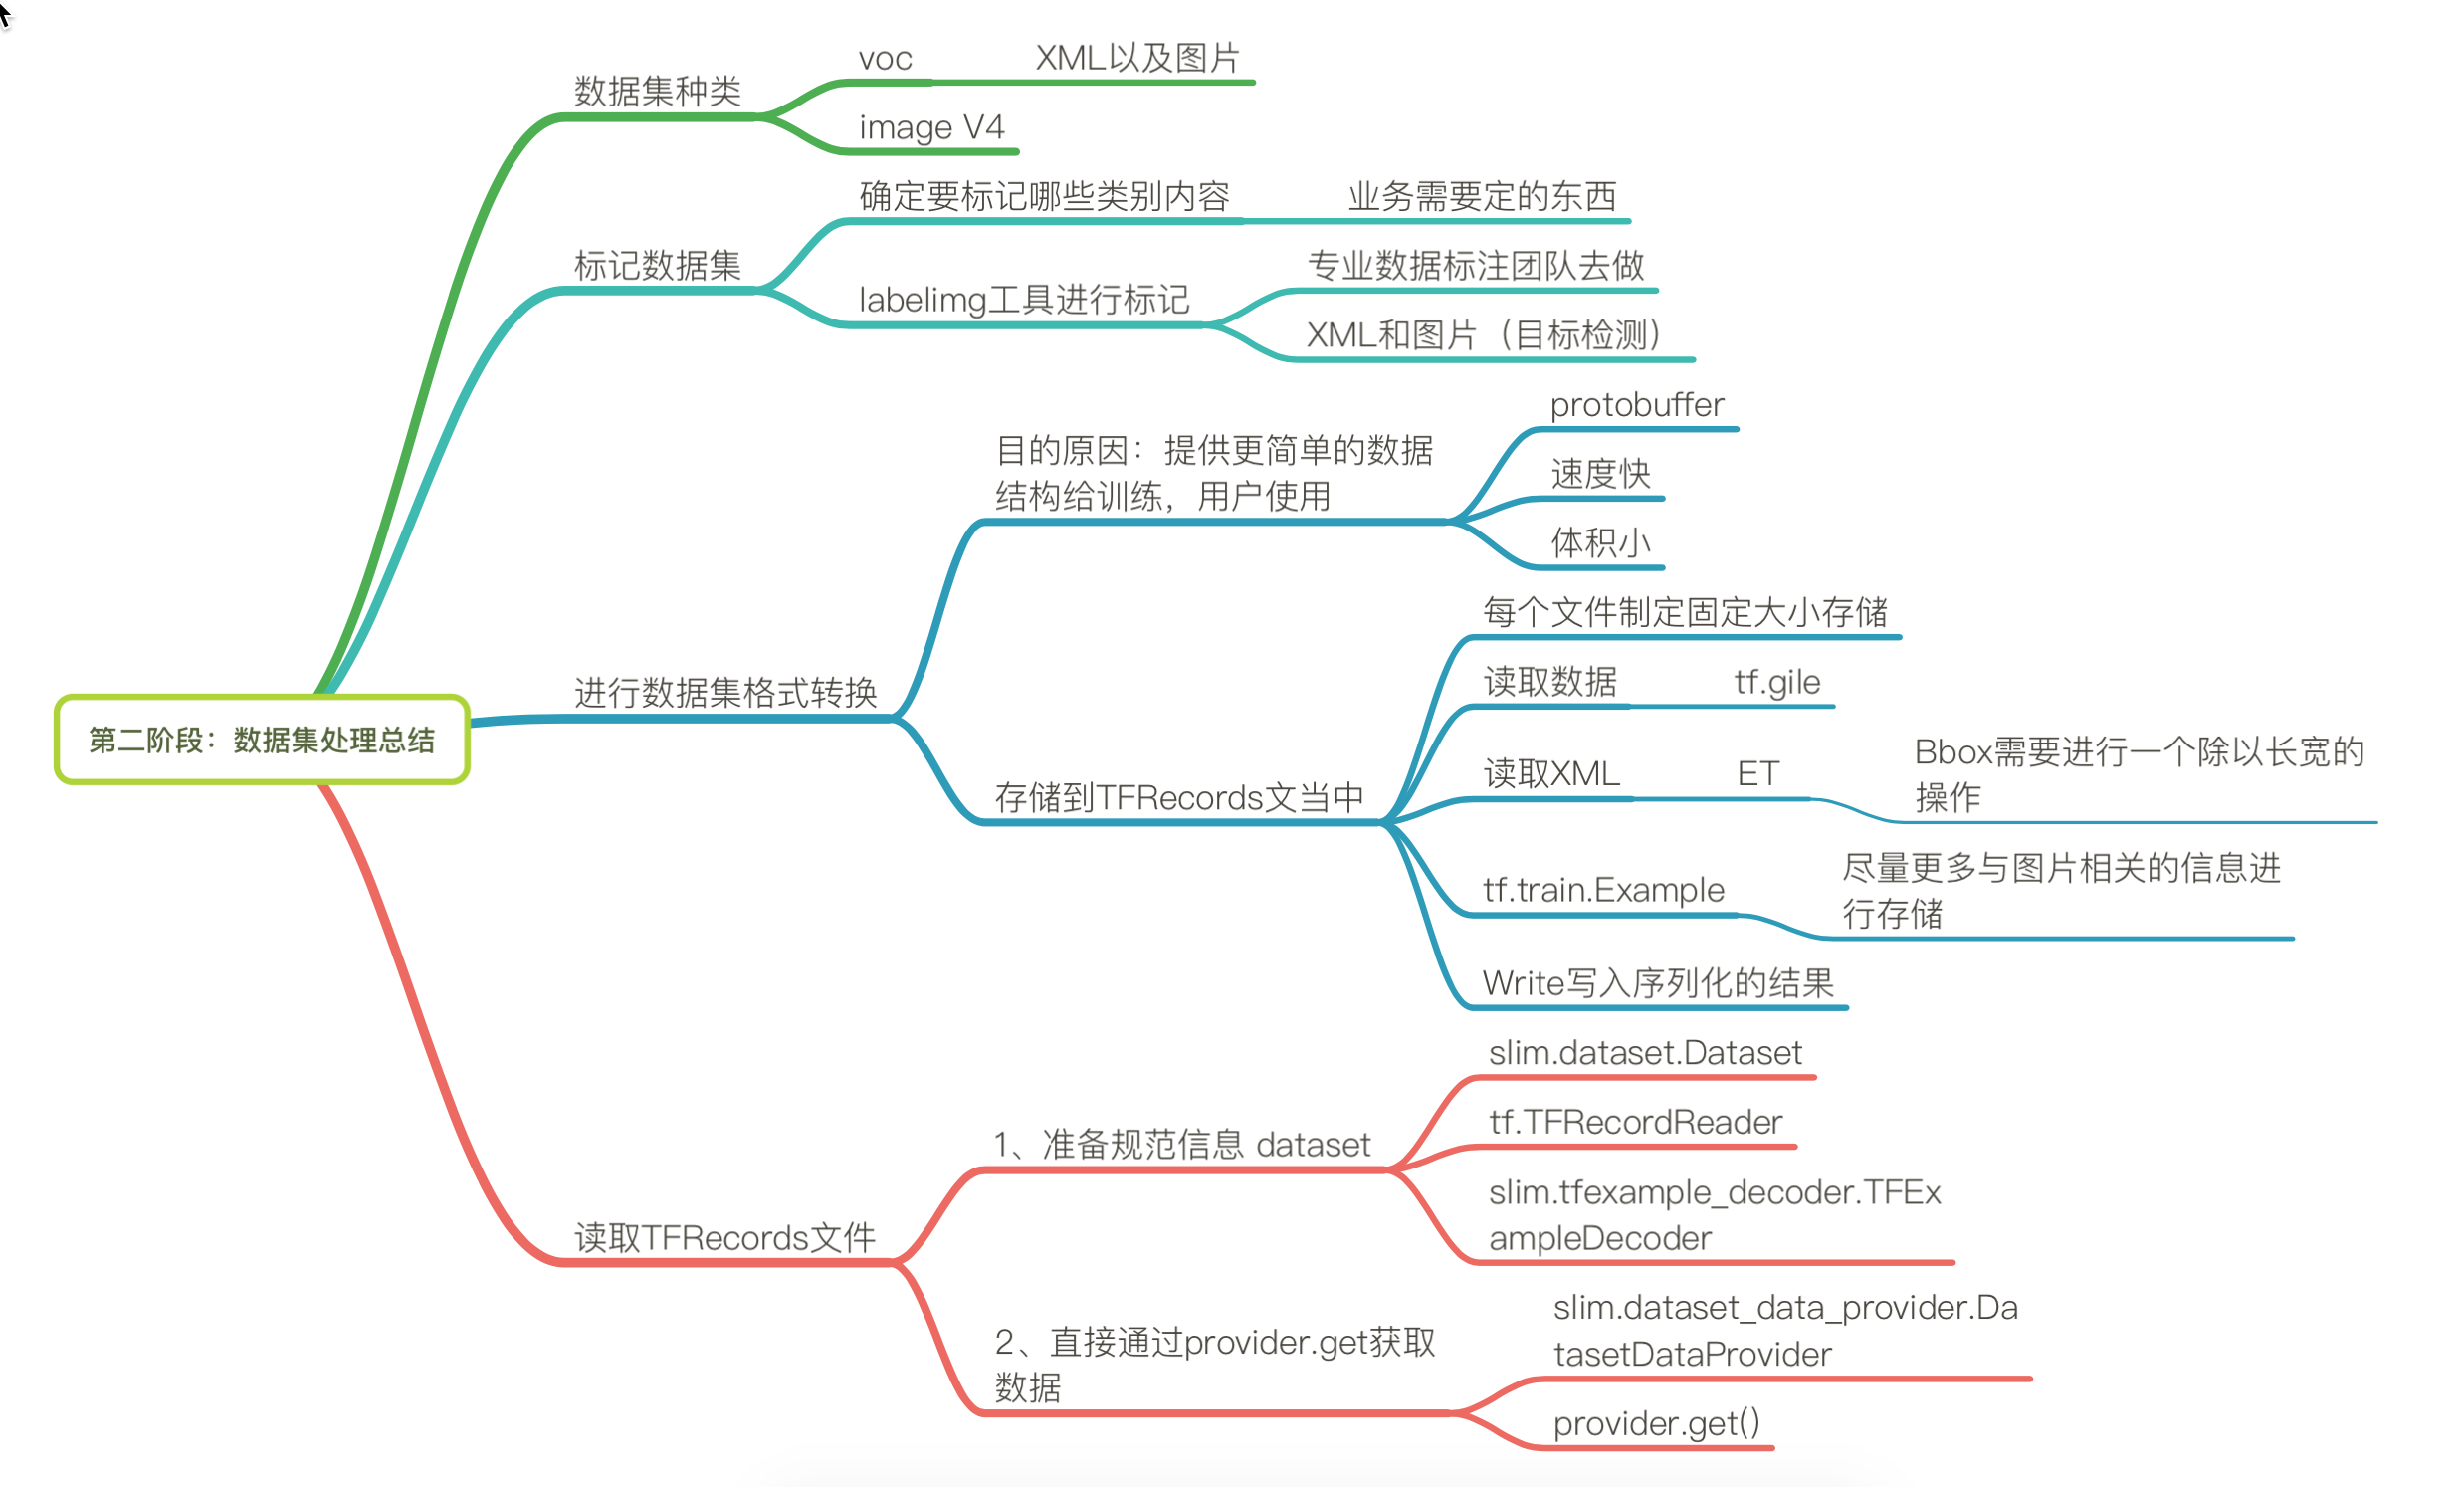 voc
XML以及图片
数据集种类
image V4
确定要标记哪些类别内容
业务需要定的东西
标记数据集
专业数据标注团队去做
labelimg工具进行标记
XML和图片（目标检测）
protobuffer
目的原因：提供更简单的数据
结构给训练，用户使用
速度快
体积小
每个文件制定固定大小存储
进行数据集格式转换
读取数据
tf.gile
第二阶段：数据集处理总结
存储到TFRecords文当中
读取XML
ET
Bbox需要进行一个除以长宽的
操作
tf.train.Example
尽量更多与图片相关的信息进
行存储
Write写入序列化的结果
slim.dataset.Dataset
1、准备规范信息 dataset
tf.TFRecordReader
slim.tfexample_decoder.TFEx
ampleDecoder
读取TFRecords文件
slim.dataset_data_provider.Da
tasetDataProvider
2、直接通过provider.get获取
数据
provider.get()